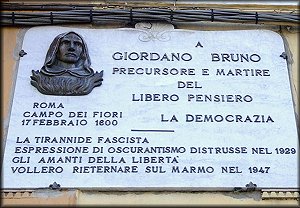 A
GIORDANO BRUNO
PRECURSORE E MARTIRE
DEL
LIBERO PENSIERO
LA DEMOCRAZIA
ROMA
CAMPO DEI FIORI
17 FEBBRAIO 1600
LA TIRANNIDE FASCISTA
ESPRESSIONE DI OSCURANTISMO DISTRUSSE NEL 1929
GLI AMANTI DELLA LIBERTA'
VOLLERO RIETERNARE SUL MARMO NEL 1947